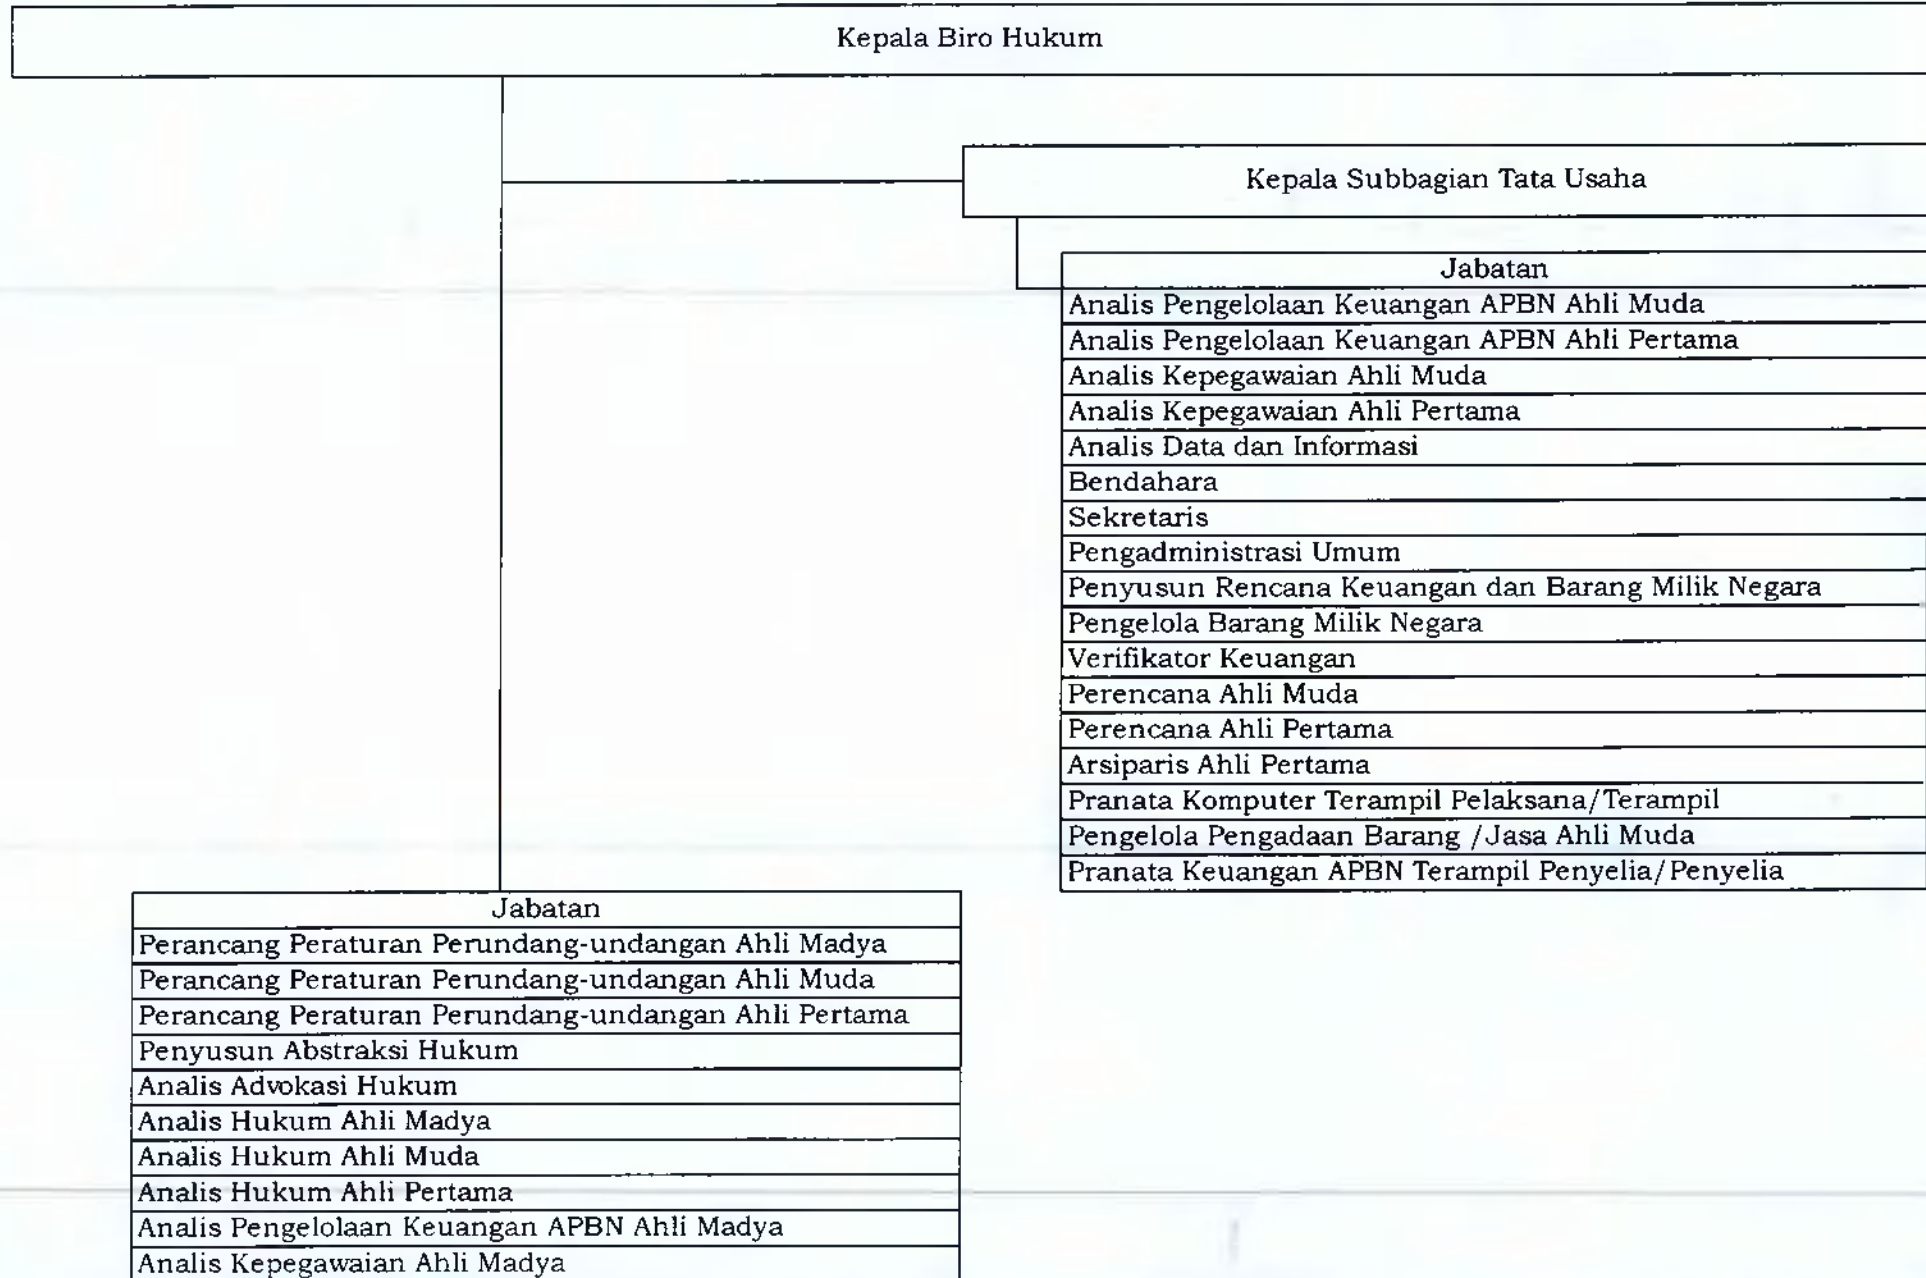 Kepala Biro Hukum
Kepala Subbagian Tata Usaha
Jabatan
Analis Pengelolaan Keuangan APBN Ahli Muda
Analis Pengelolaan Keuangan APBN Ahli Pertama
Analis Kepegawaian Ahli Muda
Analis Kepegawaian Ahli Pertama
Analis Data dan Informasi
Bendahara
Sekretaris
Pengadministrasi Umum
Penyusun Rencana Keuangan dan Barang Milik Negara
Pengelola Barang Milik Negara
Verifikator Keuangan
Perencana Ahli Muda
Perencana Ahli Pertama
Arsiparis Ahli Pertama
Pranata Komputer Terampil Pelaksana/Terampil
Pengelola Pengadaan Barang /Jasa Ahli Muda
Pranata Keuangan APBN Terampil Penyelia/Penyelia
Jabatan
Perancang Peraturan Perundang-undangan Ahli Madya
Perancang Peraturan Perundang-undangan Ahli Muda
Perancang Peraturan Perundang-undangan Ahli Pertama
Penyusun Abstraksi Hukum
Analis Advokasi Hukum
Analis Hukum Ahli Madya
Analis Hukum Ahli Muda
Analis Hukum Ahli Pertama
Analis Pengelolaan Keuangan APBN Ahli Madya
Analis Kepegawaian Ahli Madya